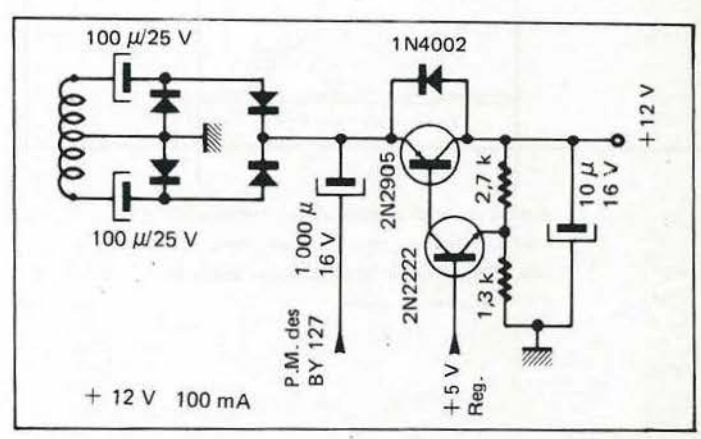 100 µ/25 V
1N4002
+ 12 V
2N2905
2,7 k
10 µ
16 V
100 µ/25 V
1 000 µ
16 V
2N2222
1,3 k
P.M. des
BY 127
+ 5 V
Reg.
+ 12 V 100 mA